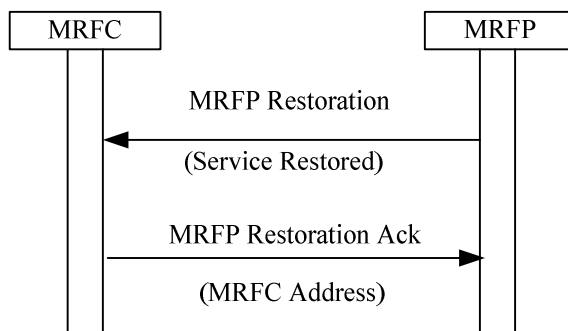 MRFC
MRFP
MRFP Restoration
(Service Restored)
MRFP Restoration Ack
(MRFC Address)